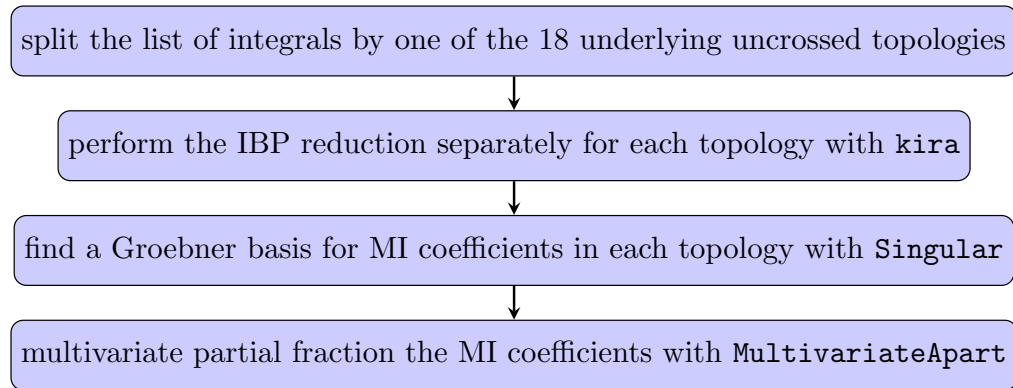 split the list of integrals by one of the 18 underlying uncrossed topologies
perform the IBP reduction separately for each topology with kira
find a Groebner basis for MI coefficients in each topology with Singular
multivariate partial fraction the MI coefficients with MultivariateApart